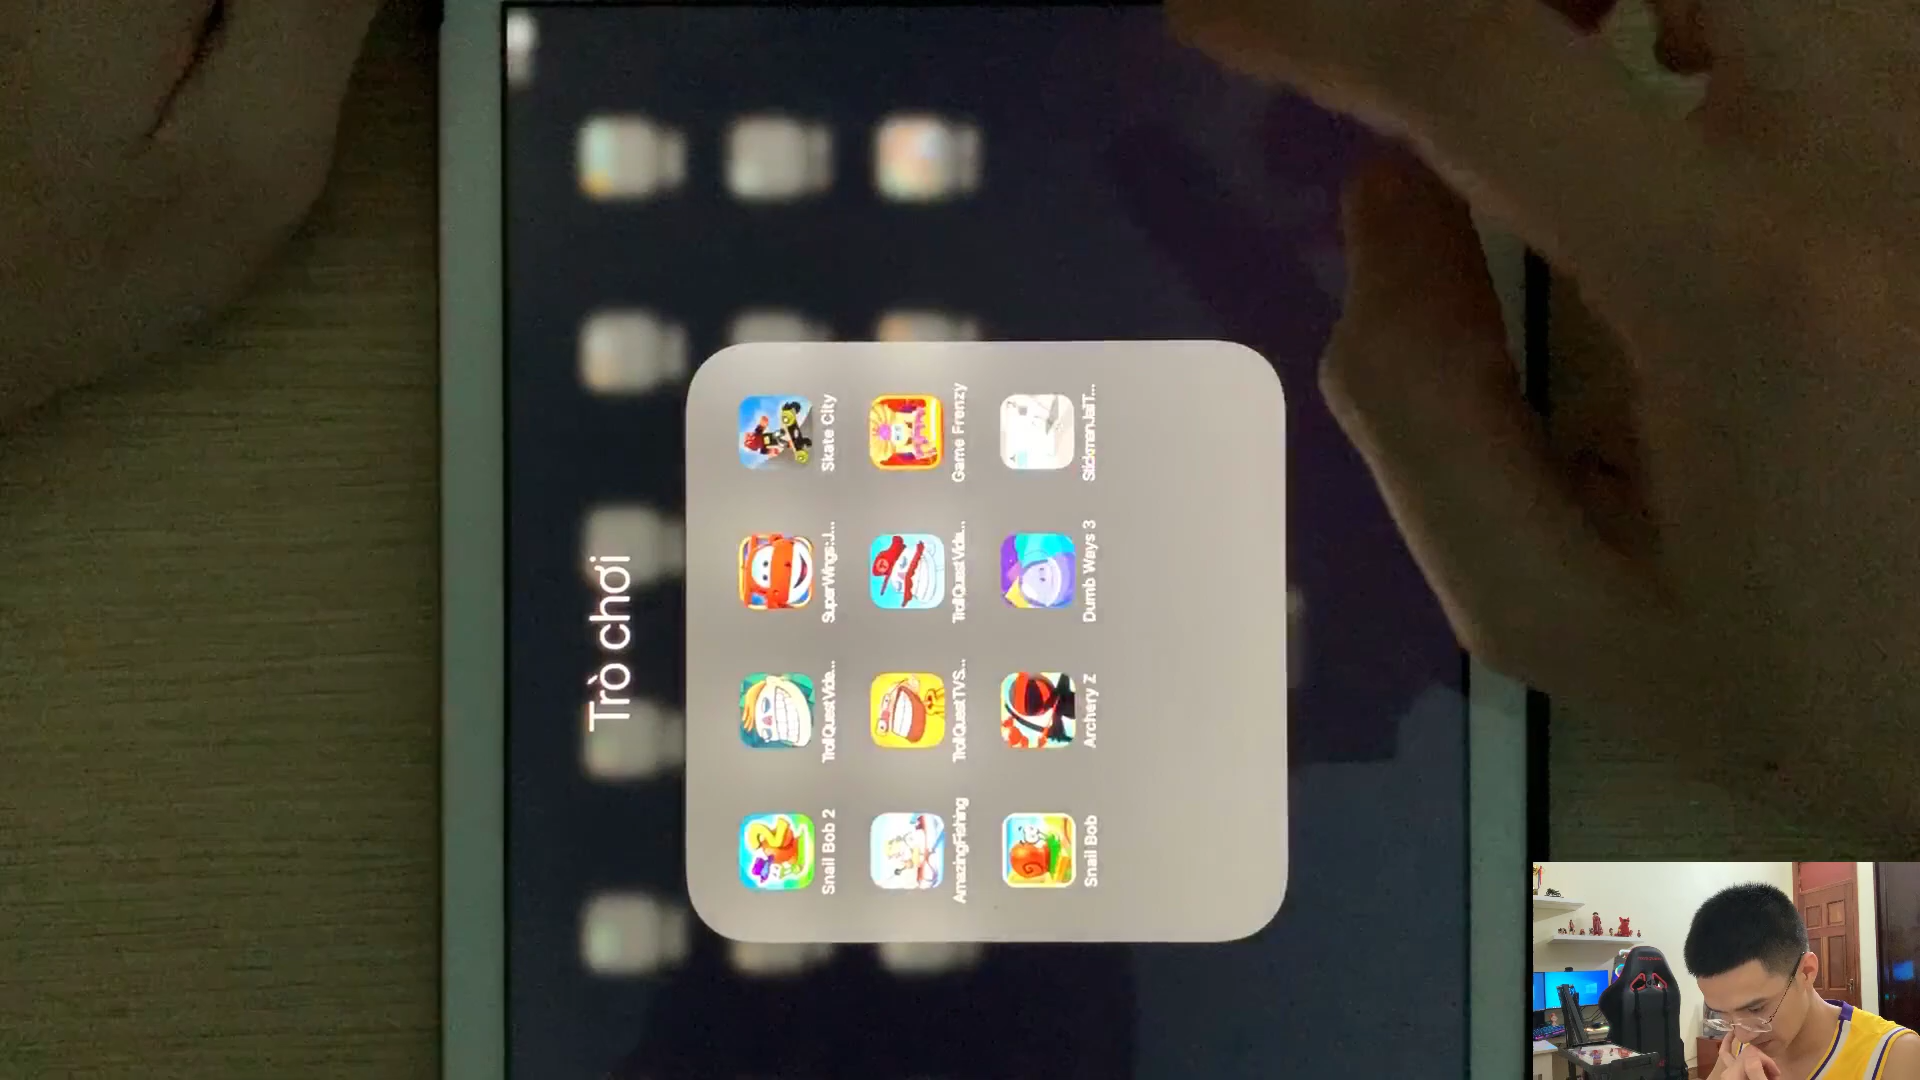 Trò chơi
Snail Bob 2
TrollQuestVide...
SuperWings:J...
Skate City
AmazingFishing
TrollQuestTVS...
TrollQuestVide...
Game Frenzy
Snail Bob
Archery Z
Dumb Ways 3
StickmanJailT...